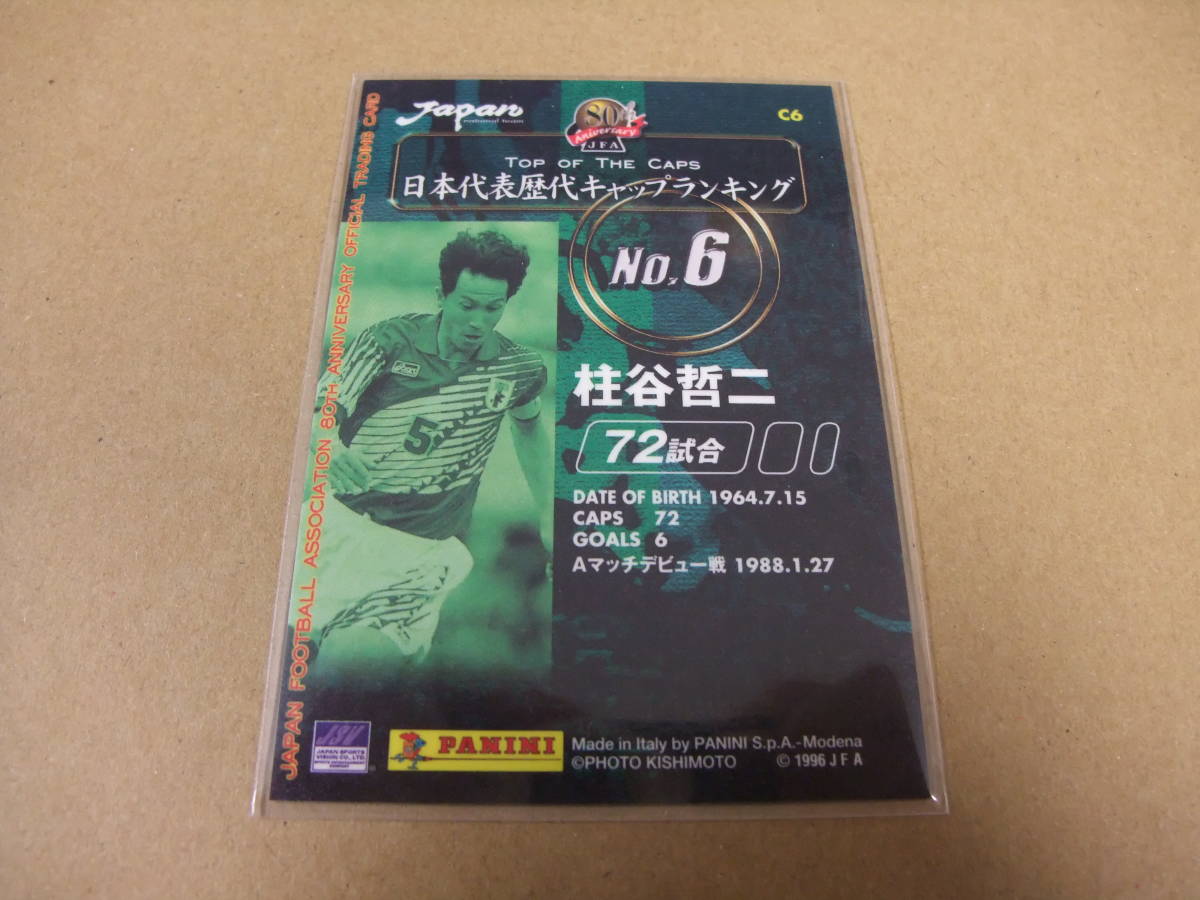 Japan
national team
80th
Aniversary
JFA
C6
TOP OF THE CAPS
日本代表歴代キャップランキング
No.6
JAPAN FOOTBALL ASSOCIATION 80TH ANNIVERSARY OFFICIAL TRADING CARD
asics
5
柱谷哲二
72試合
DATE OF BIRTH 1964.7.15
CAPS 72
GOALS 6
Aマッチデビュー戦 1988.1.27
JSV
JAPAN SPORTS
VISION CO., LTD.
PANINI
Made in Italy by PANINI S.p.A.-Modena
©PHOTO KISHIMOTO © 1996 J F A